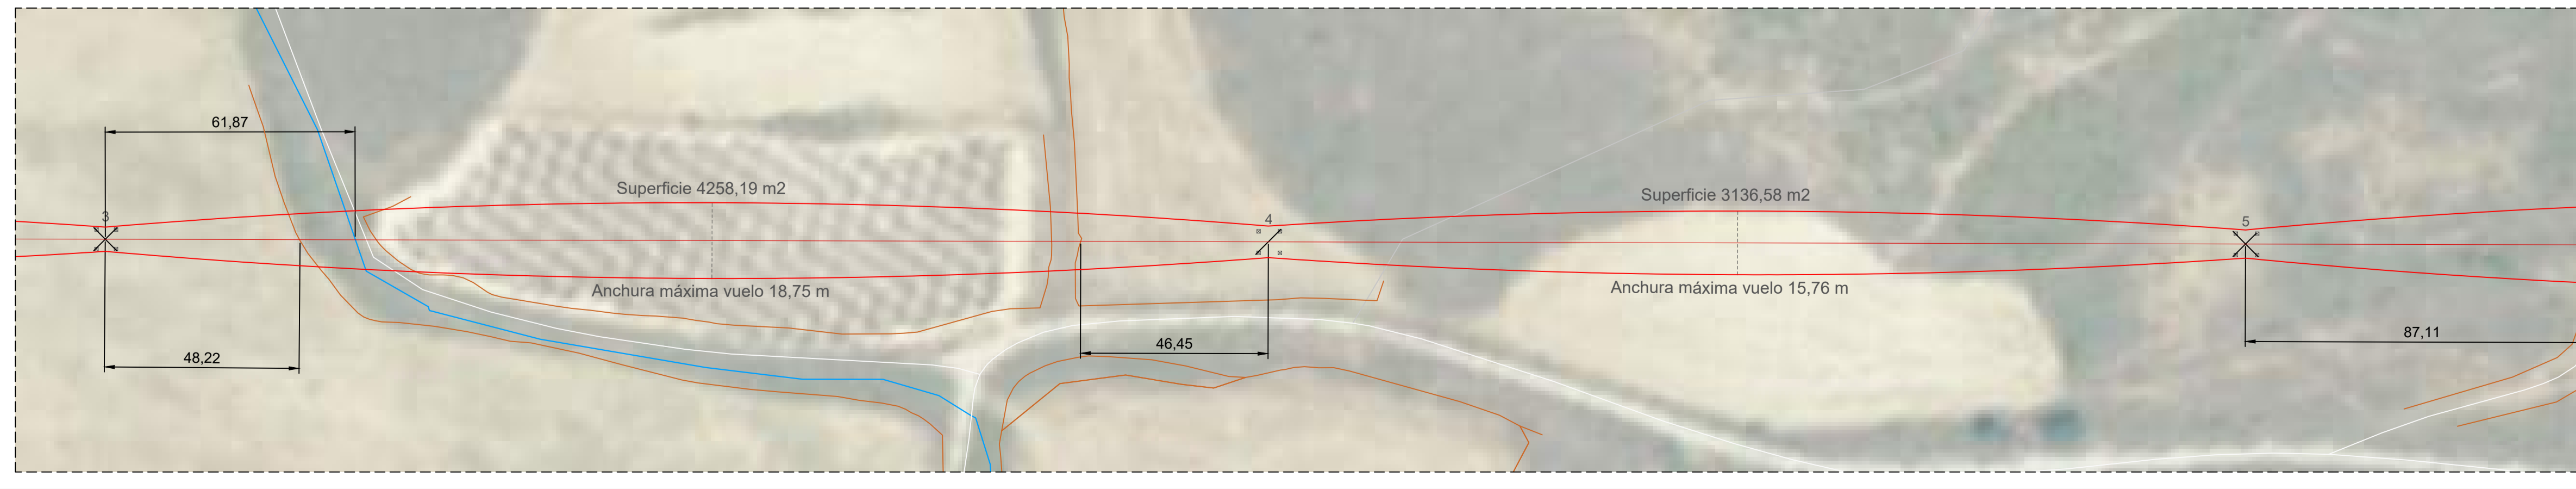 61,87
Superficie 4258,19 m2
Superficie 3136,58 m2
3
4
5
Anchura máxima vuelo 18,75 m
Anchura máxima vuelo 15,76 m
87,11
46,45
48,22